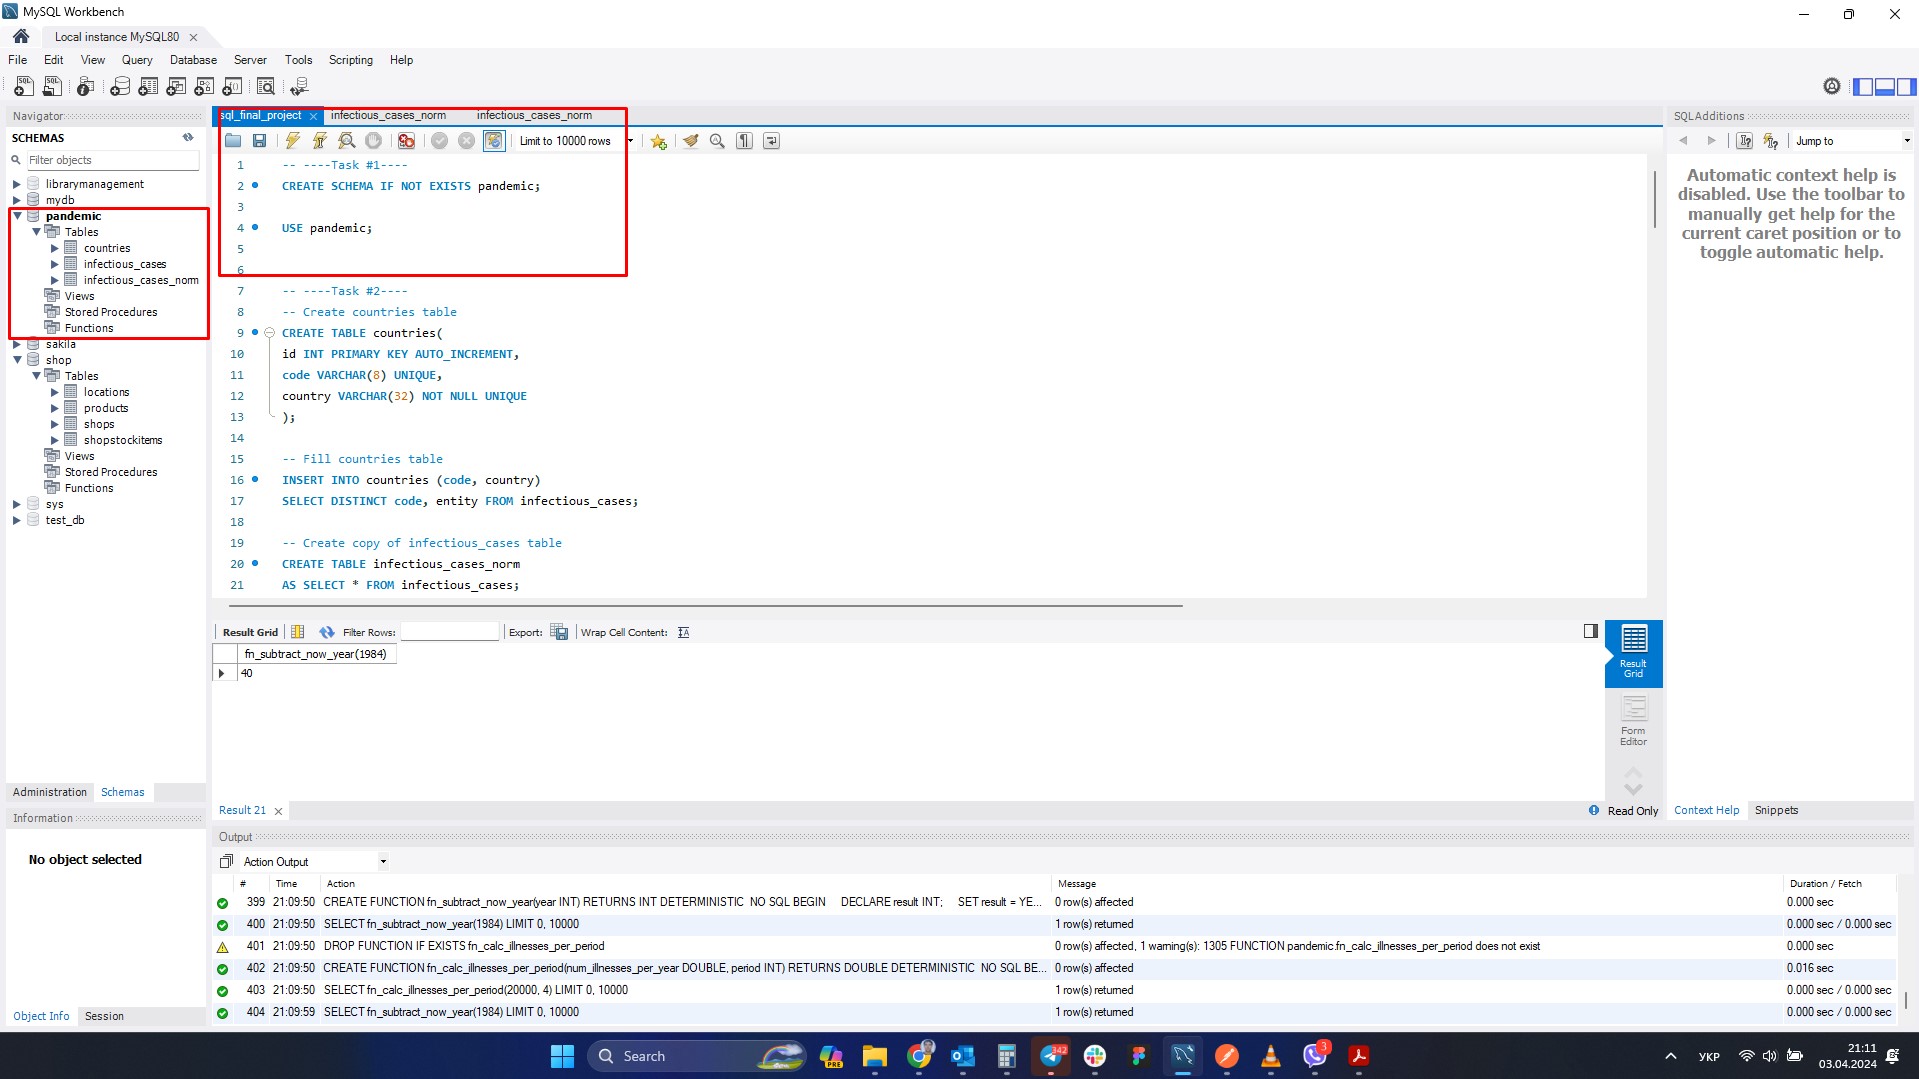 MySQL Workbench
Local instance MySQL80
File Edit View Query Database Server Tools Scripting Help
Navigator
SCHEMAS
Filter objects
librarymanagement
mydb
pandemic
Tables
countries
infectious_cases
infectious_cases_norm
Views
Stored Procedures
Functions
sakila
shop
Tables
locations
products
shops
shopstockitems
Views
Stored Procedures
Functions
sys
test_db
Administration Schemas
Information
No object selected
Object Info Session
sql_final_project infectious_cases_norm infectious_cases_norm
Limit to 10000 rows
1 -- ----Task #1----
2 CREATE SCHEMA IF NOT EXISTS pandemic;
3
4 USE pandemic;
5
6
7 -- ----Task #2----
8 -- Create countries table
9 CREATE TABLE countries(
10 id INT PRIMARY KEY AUTO_INCREMENT,
11 code VARCHAR(8) UNIQUE,
12 country VARCHAR(32) NOT NULL UNIQUE
13 );
14
15 -- Fill countries table
16 INSERT INTO countries (code, country)
17 SELECT DISTINCT code, entity FROM infectious_cases;
18
19 -- Create copy of infectious_cases table
20 CREATE TABLE infectious_cases_norm
21 AS SELECT * FROM infectious_cases;
Result Grid Filter Rows: Export: Wrap Cell Content:
fn_subtract_now_year(1984)
40
Result Grid
Form Editor
Result 21
Read Only
SQLAdditions
Jump to
Automatic context help is
disabled. Use the toolbar to
manually get help for the
current caret position or to
toggle automatic help.
Context Help Snippets
Output
Action Output
# Time Action Message Duration / Fetch
399 21:09:50 CREATE FUNCTION fn_subtract_now_year(year INT) RETURNS INT DETERMINISTIC NO SQL BEGIN DECLARE result INT; SET result = YE... 0 row(s) affected 0.000 sec
400 21:09:50 SELECT fn_subtract_now_year(1984) LIMIT 0, 10000 1 row(s) returned 0.000 sec / 0.000 sec
401 21:09:50 DROP FUNCTION IF EXISTS fn_calc_illnesses_per_period 0 row(s) affected, 1 warning(s): 1305 FUNCTION pandemic.fn_calc_illnesses_per_period does not exist 0.000 sec
402 21:09:50 CREATE FUNCTION fn_calc_illnesses_per_period(num_illnesses_per_year DOUBLE, period INT) RETURNS DOUBLE DETERMINISTIC NO SQL BE... 0 row(s) affected 0.016 sec
403 21:09:50 SELECT fn_calc_illnesses_per_period(20000, 4) LIMIT 0, 10000 1 row(s) returned 0.000 sec / 0.000 sec
404 21:09:59 SELECT fn_subtract_now_year(1984) LIMIT 0, 10000 1 row(s) returned 0.000 sec / 0.000 sec
Search
PRE
342
3
УКР
21:11
03.04.2024